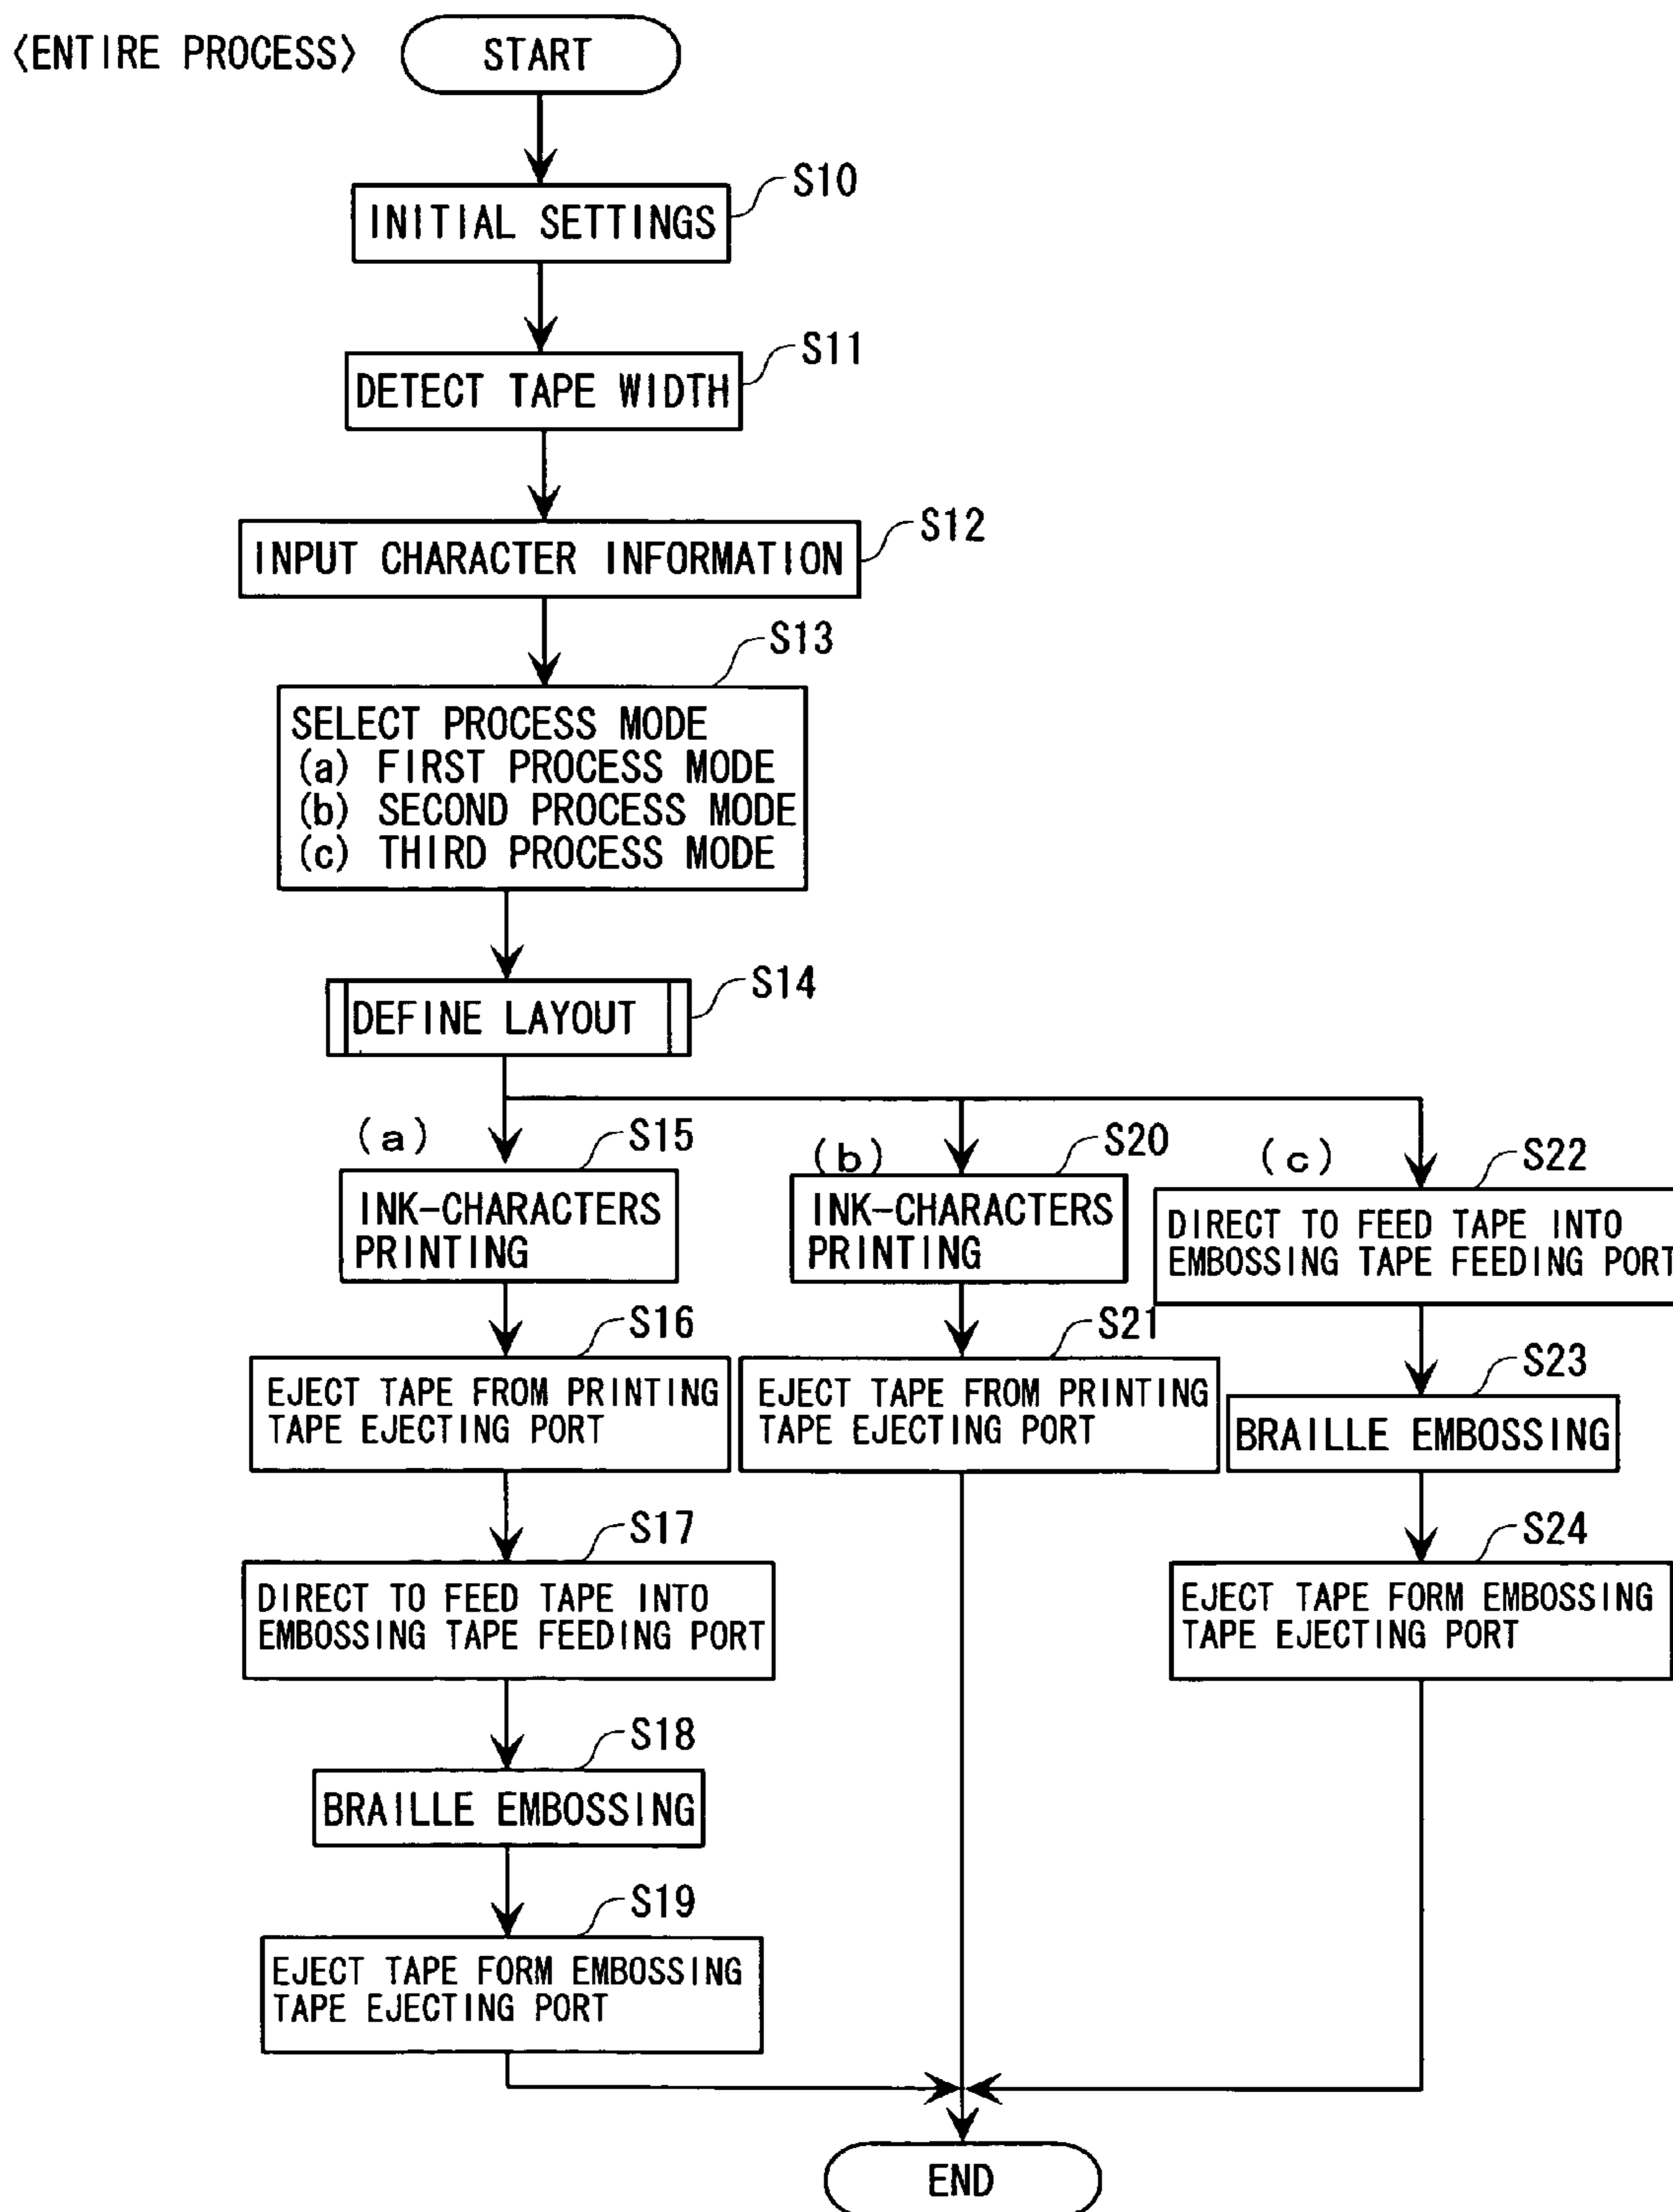 〈ENTIRE PROCESS〉
START
S10
INITIAL SETTINGS
S11
DETECT TAPE WIDTH
S12
INPUT CHARACTER INFORMATION
S13
SELECT PROCESS MODE
(a) FIRST PROCESS MODE
(b) SECOND PROCESS MODE
(c) THIRD PROCESS MODE
S14
DEFINE LAYOUT
(a)
S15
INK-CHARACTERS
PRINTING
S16
EJECT TAPE FROM PRINTING
TAPE EJECTING PORT
S17
DIRECT TO FEED TAPE INTO
EMBOSSING TAPE FEEDING PORT
S18
BRAILLE EMBOSSING
S19
EJECT TAPE FORM EMBOSSING
TAPE EJECTING PORT
(b)
S20
INK-CHARACTERS
PRINTING
S21
EJECT TAPE FROM PRINTING
TAPE EJECTING PORT
(c)
S22
DIRECT TO FEED TAPE INTO
EMBOSSING TAPE FEEDING PORT
S23
BRAILLE EMBOSSING
S24
EJECT TAPE FORM EMBOSSING
TAPE EJECTING PORT
END